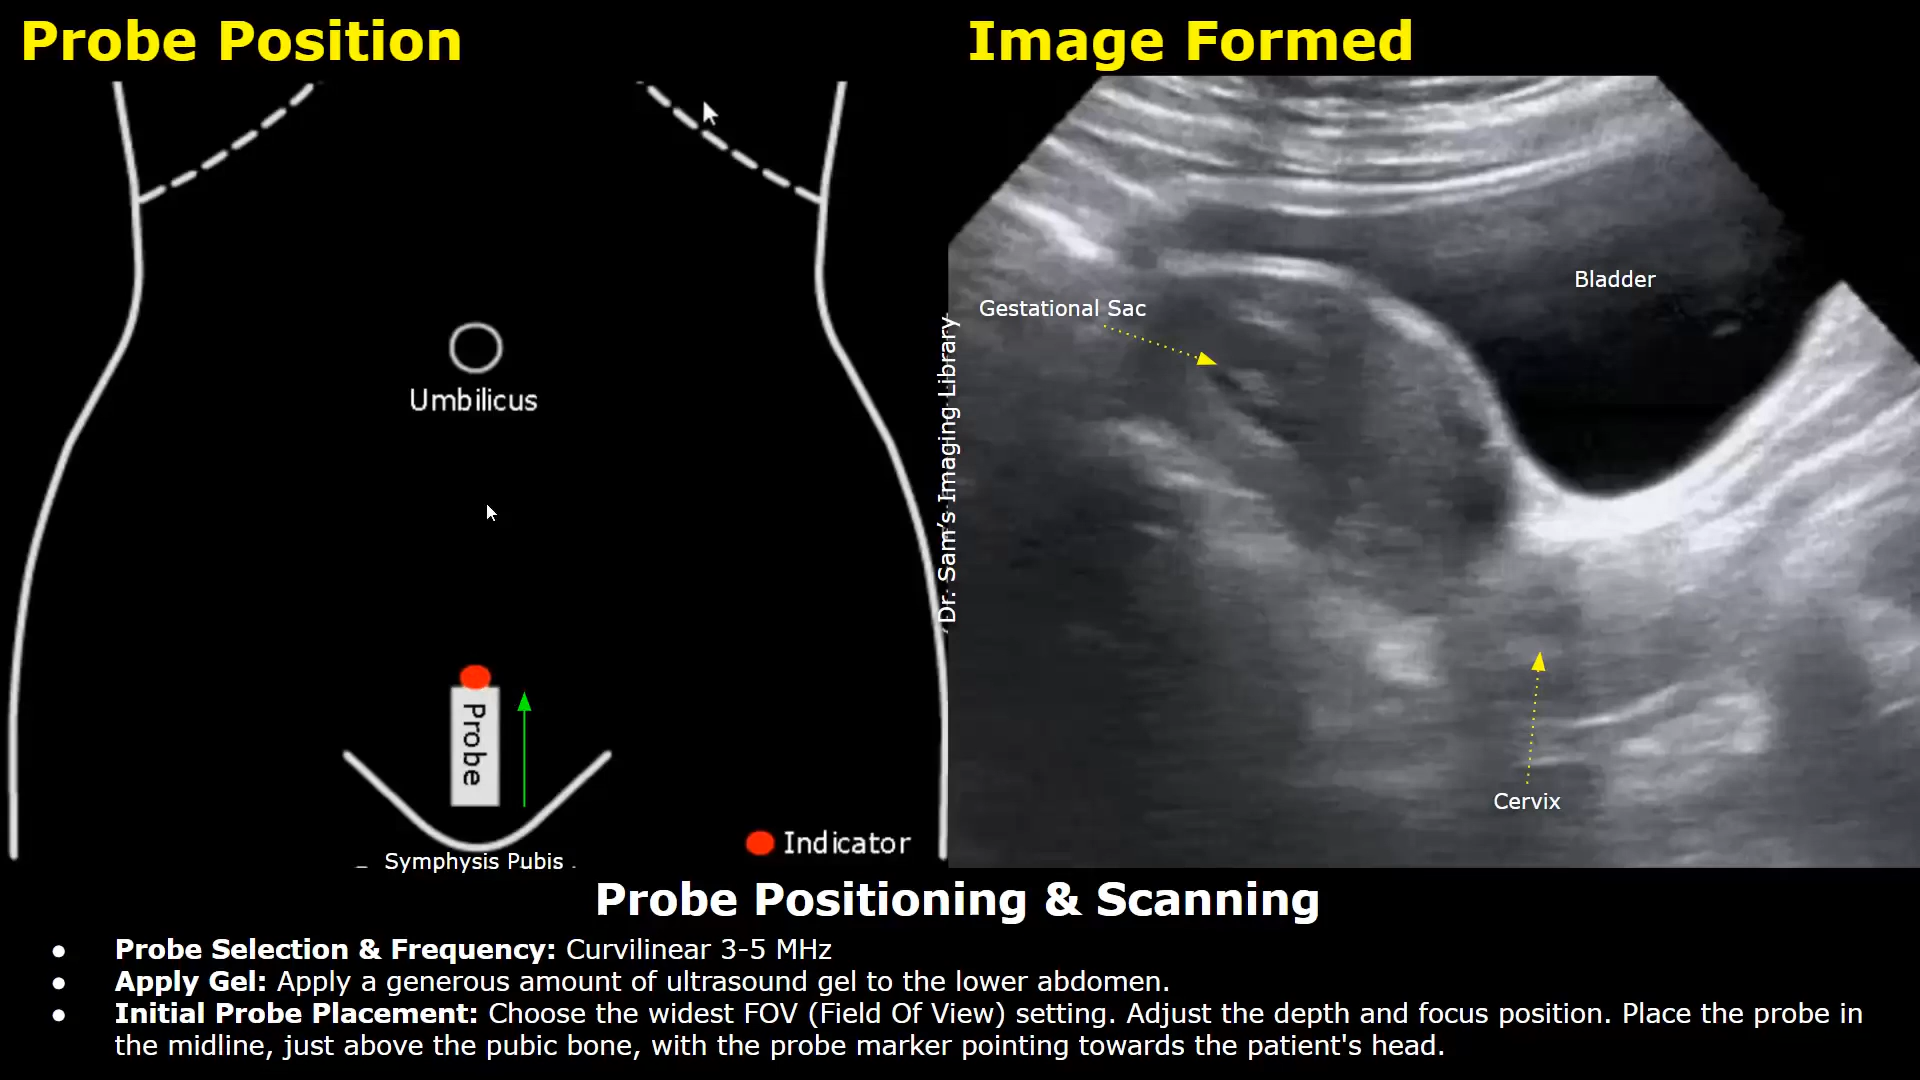 Probe Position
Image Formed
Umbilicus
Probe
Symphysis Pubis
Indicator
Dr. Sam's Imaging Library
Gestational Sac
Bladder
Cervix
Probe Positioning & Scanning
● Probe Selection & Frequency: Curvilinear 3-5 MHz
● Apply Gel: Apply a generous amount of ultrasound gel to the lower abdomen.
● Initial Probe Placement: Choose the widest FOV (Field Of View) setting. Adjust the depth and focus position. Place the probe in
the midline, just above the pubic bone, with the probe marker pointing towards the patient's head.